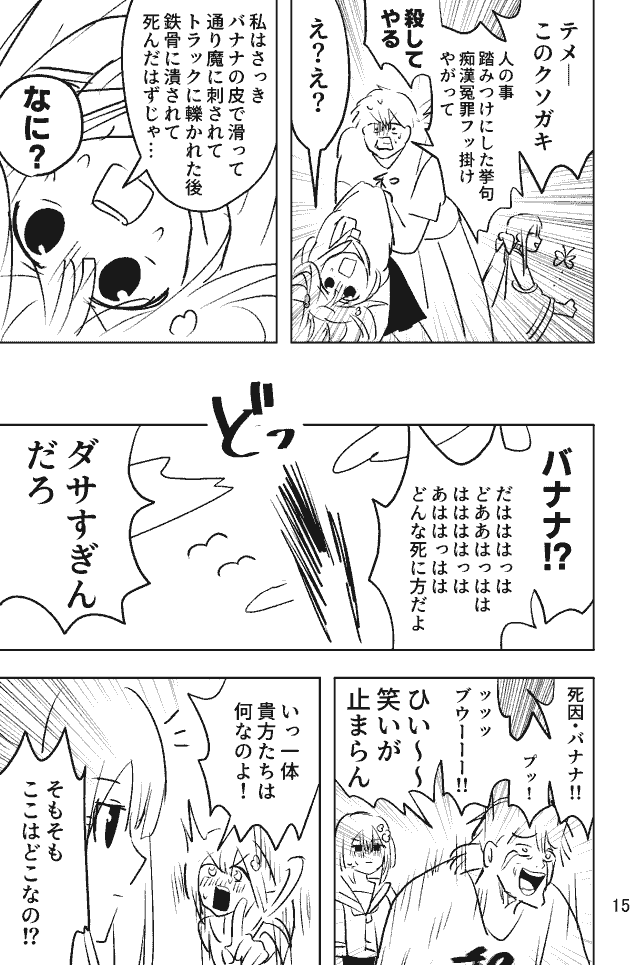 テメー
このクソガキ
人の事
踏みつけにした挙句
痴漢冤罪フッ掛け
やがって
殺して
やる
え?え?
私はさっき
バナナの皮で滑って
通り魔に刺されて
トラックに轢かれた後
鉄骨に潰されて
死んだはずじゃ…
なに?
バナナ!?
だはははっは
どああはっはは
はははははっは
あははっはは
どんな死に方だよ
どっ
ダサすぎん
だろ
死因・バナナ!!
プッ!
ッッッ
ブウーーー!!
ひい〜〜
笑いが
止まらん
いっ一体
貴方たちは
何なのよ!
そもそも
ここはどこなの!?
15